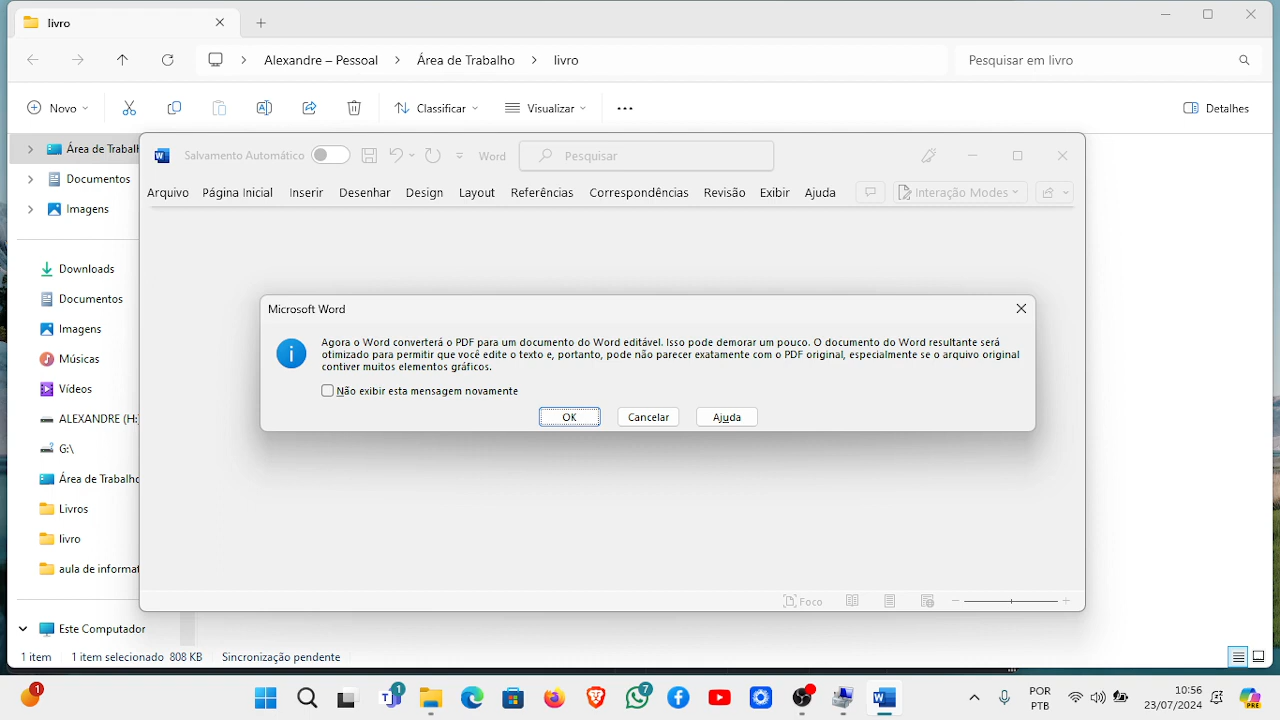 livro
Alexandre – Pessoal > Área de Trabalho > livro
Pesquisar em livro
Novo
Classificar
Visualizar
Detalhes
Área de Trabalh
Documentos
Imagens
Downloads
Documentos
Imagens
Músicas
Vídeos
ALEXANDRE (H:
G:\
Área de Trabalho
Livros
livro
aula de informat
Este Computador
1 item 1 item selecionado 808 KB Sincronização pendente
Salvamento Automático
Word
Pesquisar
Arquivo Página Inicial Inserir Desenhar Design Layout Referências Correspondências Revisão Exibir Ajuda
Interação Modes
Microsoft Word
Agora o Word converterá o PDF para um documento do Word editável. Isso pode demorar um pouco. O documento do Word resultante será
otimizado para permitir que você edite o texto e, portanto, pode não parecer exatamente com o PDF original, especialmente se o arquivo original
contiver muitos elementos gráficos.
Não exibir esta mensagem novamente
OK Cancelar Ajuda
Foco
1
1
7
POR
PTB
10:56
23/07/2024
PRE